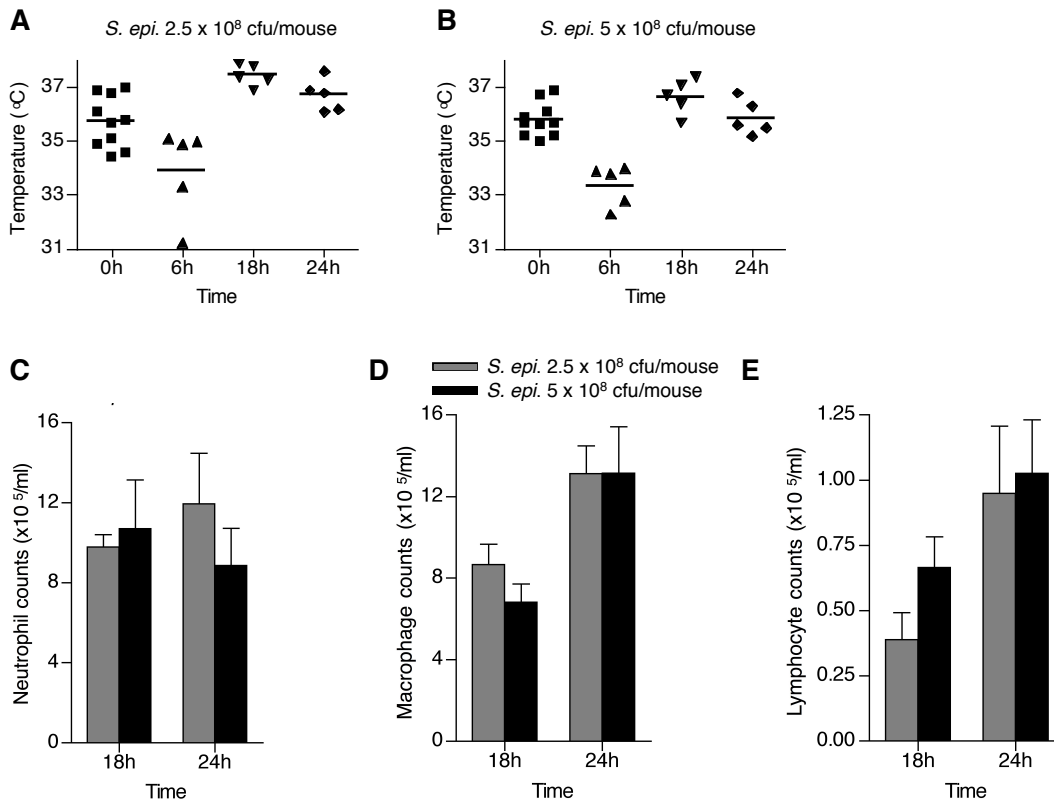 A
S. epi. 2.5 x 10⁸ cfu/mouse
Temperature (°C)
37
35
33
31
0h 6h 18h 24h
Time
B
S. epi. 5 x 10⁸ cfu/mouse
Temperature (°C)
37
35
33
31
0h 6h 18h 24h
Time
C
Neutrophil counts (x10 ⁵/ml)
16
12
8
4
0
18h 24h
Time
D
S. epi. 2.5 x 10⁸ cfu/mouse
S. epi. 5 x 10⁸ cfu/mouse
Macrophage counts (x10 ⁵/ml)
16
12
8
4
0
18h 24h
Time
E
Lymphocyte counts (x10 ⁵/ml)
1.25
1.00
0.75
0.50
0.25
0.00
18h 24h
Time